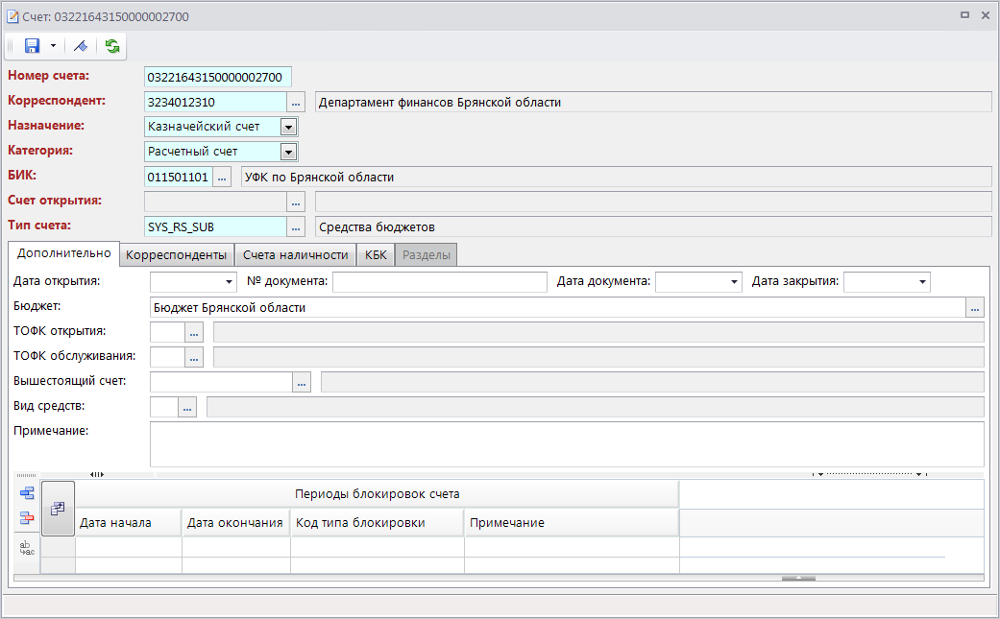 Счет: 03221643150000002700
Номер счета: 03221643150000002700
Корреспондент: 3234012310 ... Департамент финансов Брянской области
Назначение: Казначейский счет
Категория: Расчетный счет
БИК: 011501101 ... УФК по Брянской области
Счет открытия: ...
Тип счета: SYS_RS_SUB ... Средства бюджетов
Дополнительно Корреспонденты Счета наличности КБК Разделы
Дата открытия: № документа: Дата документа: Дата закрытия:
Бюджет: Бюджет Брянской области ...
ТОФК открытия: ...
ТОФК обслуживания: ...
Вышестоящий счет: ...
Вид средств: ...
Примечание:
Периоды блокировок счета
Дата начала Дата окончания Код типа блокировки Примечание
ab
ac